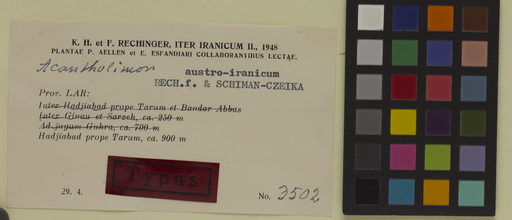 K. H. et F. RECHINGER, ITER IRANICUM II., 1948
PLANTAE P. AELLEN et E. ESFANDIARI COLLABORANTIBUS LECTAE.
Acantholimon austro-iranicum
RECH.f. & SCHIMAN-CZEIKA
Prov. LAR:
Inter Hadjiabad prope Tarum et Bandar Abbas
Inter Ginau et Sarzeh, ca. 250 m
Ad jugum Guhra, ca. 700 m
Hadjiabad prope Tarum, ca. 900 m
Typus
29. 4. No. 3502